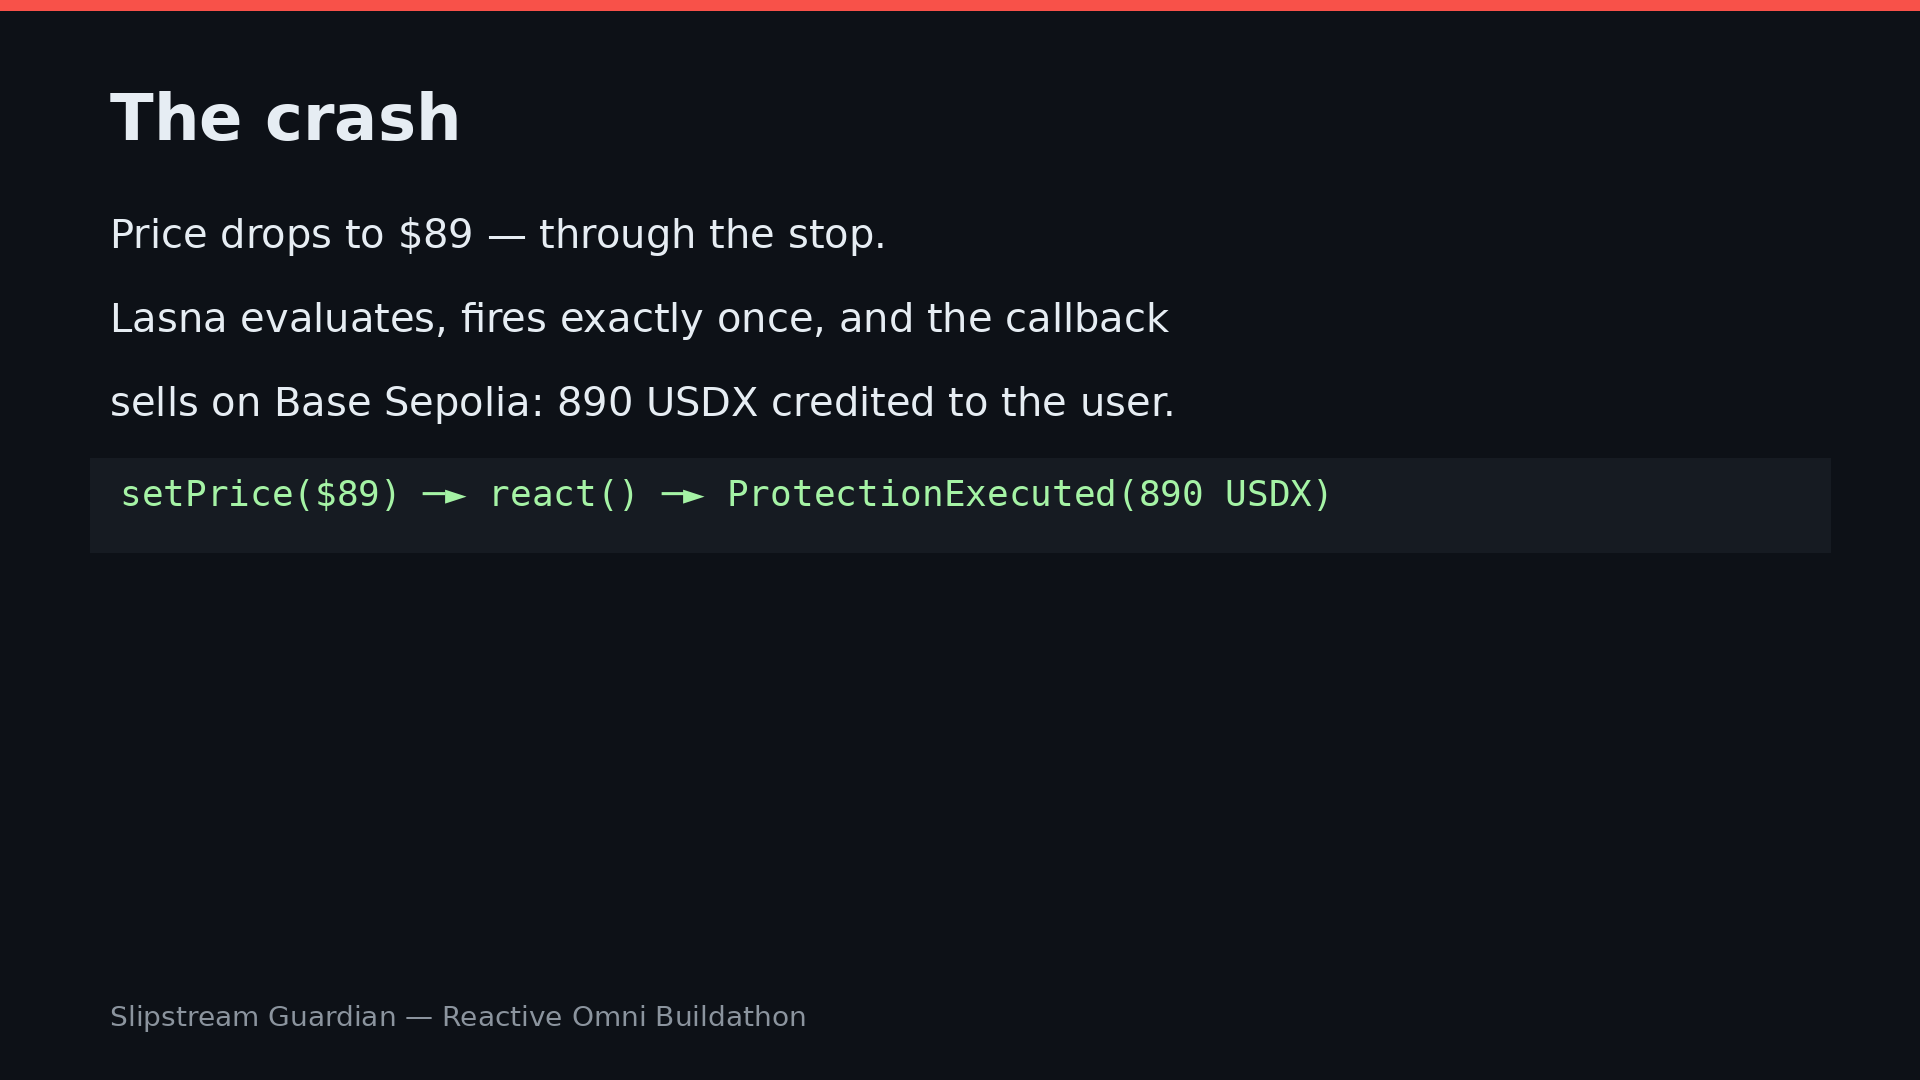 The crash
Price drops to $89 — through the stop.
Lasna evaluates, fires exactly once, and the callback
sells on Base Sepolia: 890 USDX credited to the user.
setPrice($89) ─► react() ─► ProtectionExecuted(890 USDX)
Slipstream Guardian — Reactive Omni Buildathon